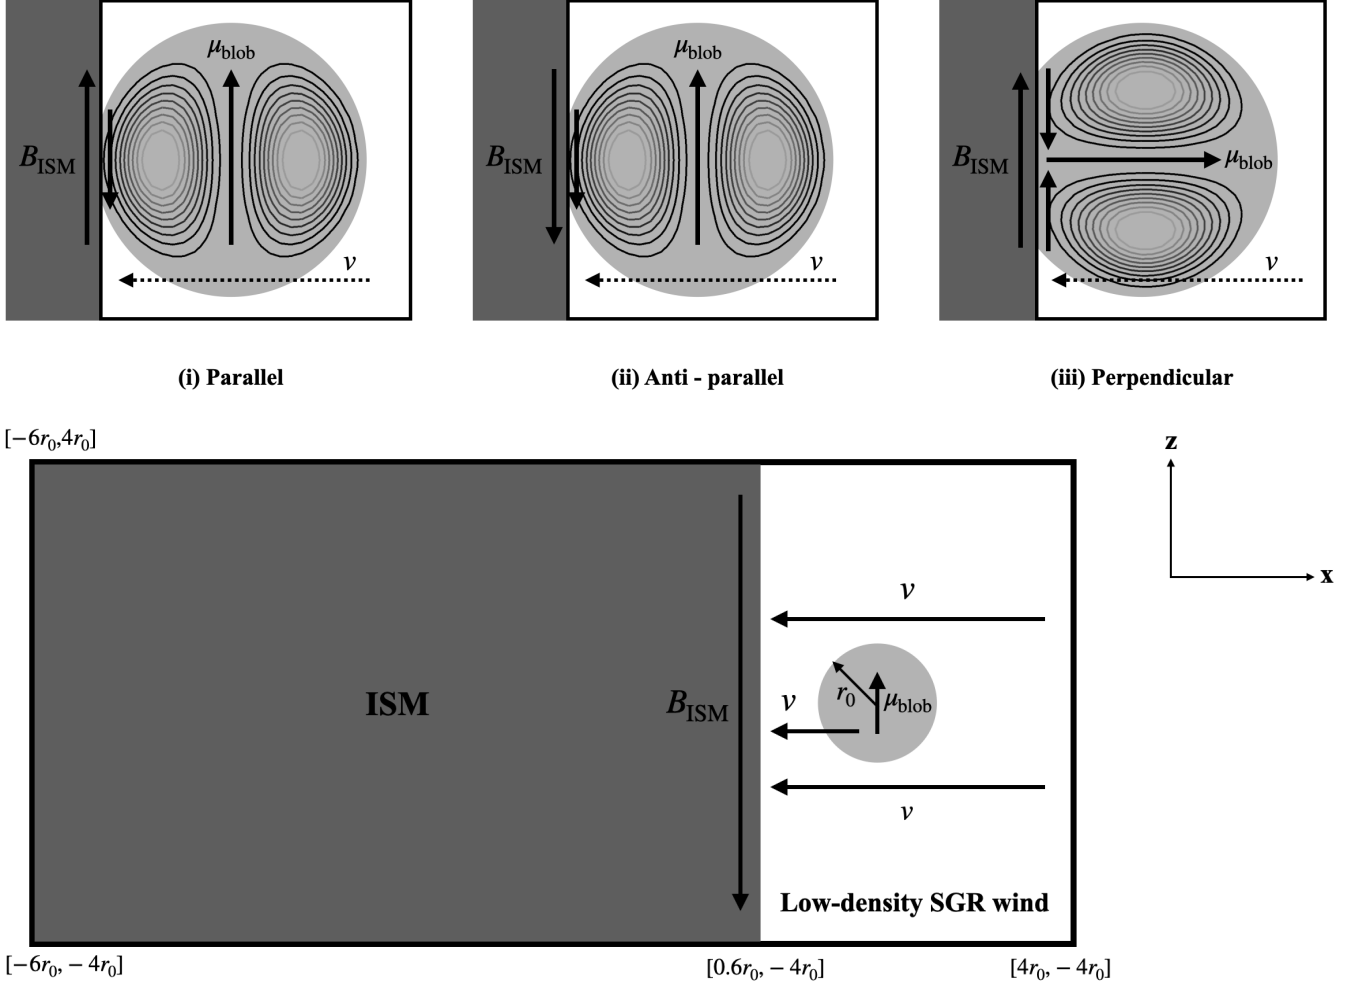 μblob μblob
BISM BISM BISM μblob
v v v
(i) Parallel (ii) Anti - parallel (iii) Perpendicular
[−6r0,4r0]
z
x
v
ISM BISM v r0 μblob
v
Low-density SGR wind
[−6r0, − 4r0] [0.6r0, − 4r0] [4r0, − 4r0]